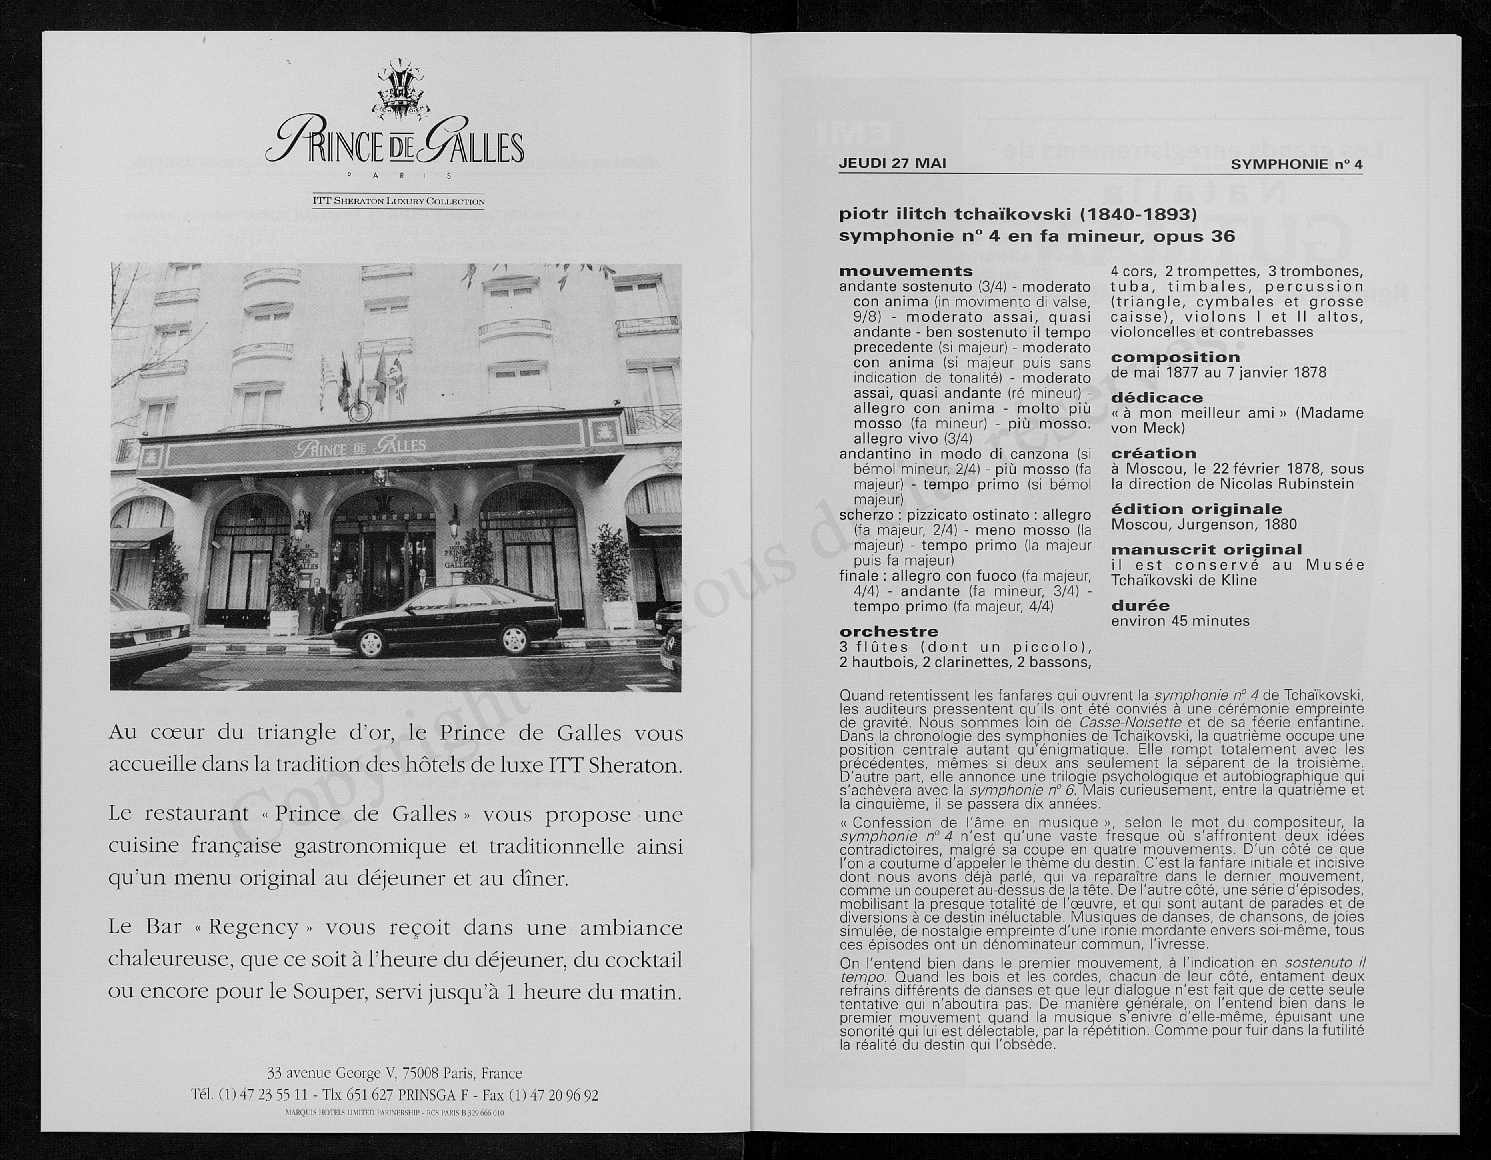 PRINCE DE GALLES
PARIS
ITT SHERATON LUXURY COLLECTION
PRINCE DE GALLES
Au cœur du triangle d'or, le Prince de Galles vous
accueille dans la tradition des hôtels de luxe ITT Sheraton.
Le restaurant « Prince de Galles » vous propose une
cuisine française gastronomique et traditionnelle ainsi
qu'un menu original au déjeuner et au dîner.
Le Bar « Regency » vous reçoit dans une ambiance
chaleureuse, que ce soit à l'heure du déjeuner, du cocktail
ou encore pour le Souper, servi jusqu'à 1 heure du matin.
33 avenue George V, 75008 Paris, France
Tél. (1) 47 23 55 11 - Tlx 651 627 PRINSGA F - Fax (1) 47 20 96 92
MARQUIS HOTELS LIMITED PARTNERSHIP - RCS PARIS B 329 666 010
JEUDI 27 MAI
SYMPHONIE n° 4
piotr ilitch tchaïkovski (1840-1893)
symphonie n° 4 en fa mineur, opus 36
mouvements
andante sostenuto (3/4) - moderato
con anima (in movimento di valse,
9/8) - moderato assai, quasi
andante - ben sostenuto il tempo
precedente (si majeur) - moderato
con anima (si majeur puis sans
indication de tonalité) - moderato
assai, quasi andante (ré mineur) -
allegro con anima - molto più
mosso (fa mineur) - più mosso.
allegro vivo (3/4)
andantino in modo di canzona (si
bémol mineur, 2/4) - più mosso (fa
majeur) - tempo primo (si bémol
majeur)
scherzo : pizzicato ostinato : allegro
(fa majeur, 2/4) - meno mosso (la
majeur) - tempo primo (la majeur
puis fa majeur)
finale : allegro con fuoco (fa majeur,
4/4) - andante (fa mineur, 3/4) -
tempo primo (fa majeur, 4/4)
orchestre
3 flûtes (dont un piccolo),
2 hautbois, 2 clarinettes, 2 bassons,
4 cors, 2 trompettes, 3 trombones,
tuba, timbales, percussion
(triangle, cymbales et grosse
caisse), violons I et II altos,
violoncelles et contrebasses
composition
de mai 1877 au 7 janvier 1878
dédicace
« à mon meilleur ami » (Madame
von Meck)
création
à Moscou, le 22 février 1878, sous
la direction de Nicolas Rubinstein
édition originale
Moscou, Jurgenson, 1880
manuscrit original
il est conservé au Musée
Tchaïkovski de Kline
durée
environ 45 minutes
Quand retentissent les fanfares qui ouvrent la symphonie n° 4 de Tchaïkovski,
les auditeurs pressentent qu'ils ont été conviés à une cérémonie empreinte
de gravité. Nous sommes loin de Casse-Noisette et de sa féerie enfantine.
Dans la chronologie des symphonies de Tchaïkovski, la quatrième occupe une
position centrale autant qu'énigmatique. Elle rompt totalement avec les
précédentes, mêmes si deux ans seulement la séparent de la troisième.
D'autre part, elle annonce une trilogie psychologique et autobiographique qui
s'achèvera avec la symphonie n° 6. Mais curieusement, entre la quatrième et
la cinquième, il se passera dix années.
« Confession de l'âme en musique », selon le mot du compositeur, la
symphonie n° 4 n'est qu'une vaste fresque où s'affrontent deux idées
contradictoires, malgré sa coupe en quatre mouvements. D'un côté ce que
l'on a coutume d'appeler le thème du destin. C'est la fanfare initiale et incisive
dont nous avons déjà parlé, qui va reparaître dans le dernier mouvement,
comme un couperet au-dessus de la tête. De l'autre côté, une série d'épisodes,
mobilisant la presque totalité de l'œuvre, et qui sont autant de parades et de
diversions à ce destin inéluctable. Musiques de danses, de chansons, de joies
simulée, de nostalgie empreinte d'une ironie mordante envers soi-même, tous
ces épisodes ont un dénominateur commun, l'ivresse.
On l'entend bien dans le premier mouvement, à l'indication en sostenuto il
tempo. Quand les bois et les cordes, chacun de leur côté, entament deux
refrains différents de danses et que leur dialogue n'est fait que de cette seule
tentative qui n'aboutira pas. De manière générale, on l'entend bien dans le
premier mouvement quand la musique s'enivre d'elle-même, épuisant une
sonorité qui lui est délectable, par la répétition. Comme pour fuir dans la futilité
la réalité du destin qui l'obsède.
Copyright © Tous droits réservés.